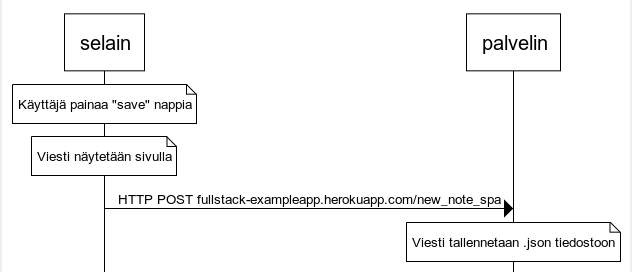 selain
palvelin
Käyttäjä painaa "save" nappia
Viesti näytetään sivulla
HTTP POST fullstack-exampleapp.herokuapp.com/new_note_spa
Viesti tallennetaan .json tiedostoon